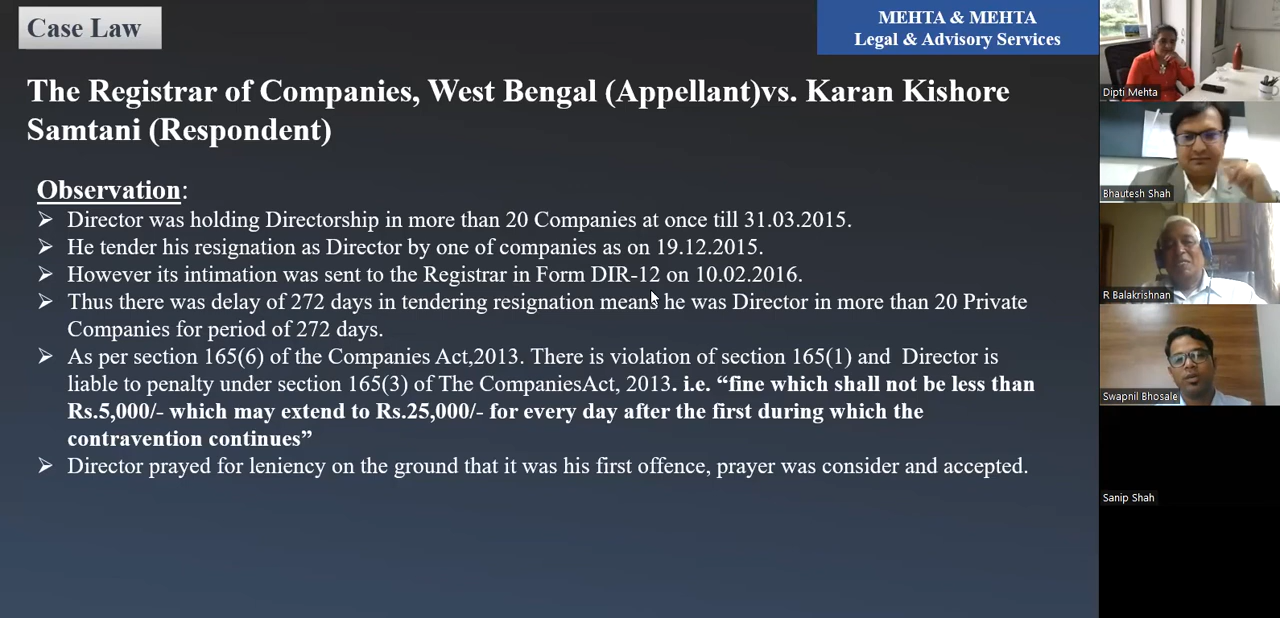 Case Law
MEHTA & MEHTA
Legal & Advisory Services
The Registrar of Companies, West Bengal (Appellant)vs. Karan Kishore
Samtani (Respondent)
Observation:
➢ Director was holding Directorship in more than 20 Companies at once till 31.03.2015.
➢ He tender his resignation as Director by one of companies as on 19.12.2015.
➢ However its intimation was sent to the Registrar in Form DIR-12 on 10.02.2016.
➢ Thus there was delay of 272 days in tendering resignation means he was Director in more than 20 Private
Companies for period of 272 days.
➢ As per section 165(6) of the Companies Act,2013. There is violation of section 165(1) and Director is
liable to penalty under section 165(3) of The CompaniesAct, 2013. i.e. “fine which shall not be less than
Rs.5,000/- which may extend to Rs.25,000/- for every day after the first during which the
contravention continues”
➢ Director prayed for leniency on the ground that it was his first offence, prayer was consider and accepted.
Dipti Mehta
Bhautesh Shah
R Balakrishnan
Swapnil Bhosale
Sanip Shah